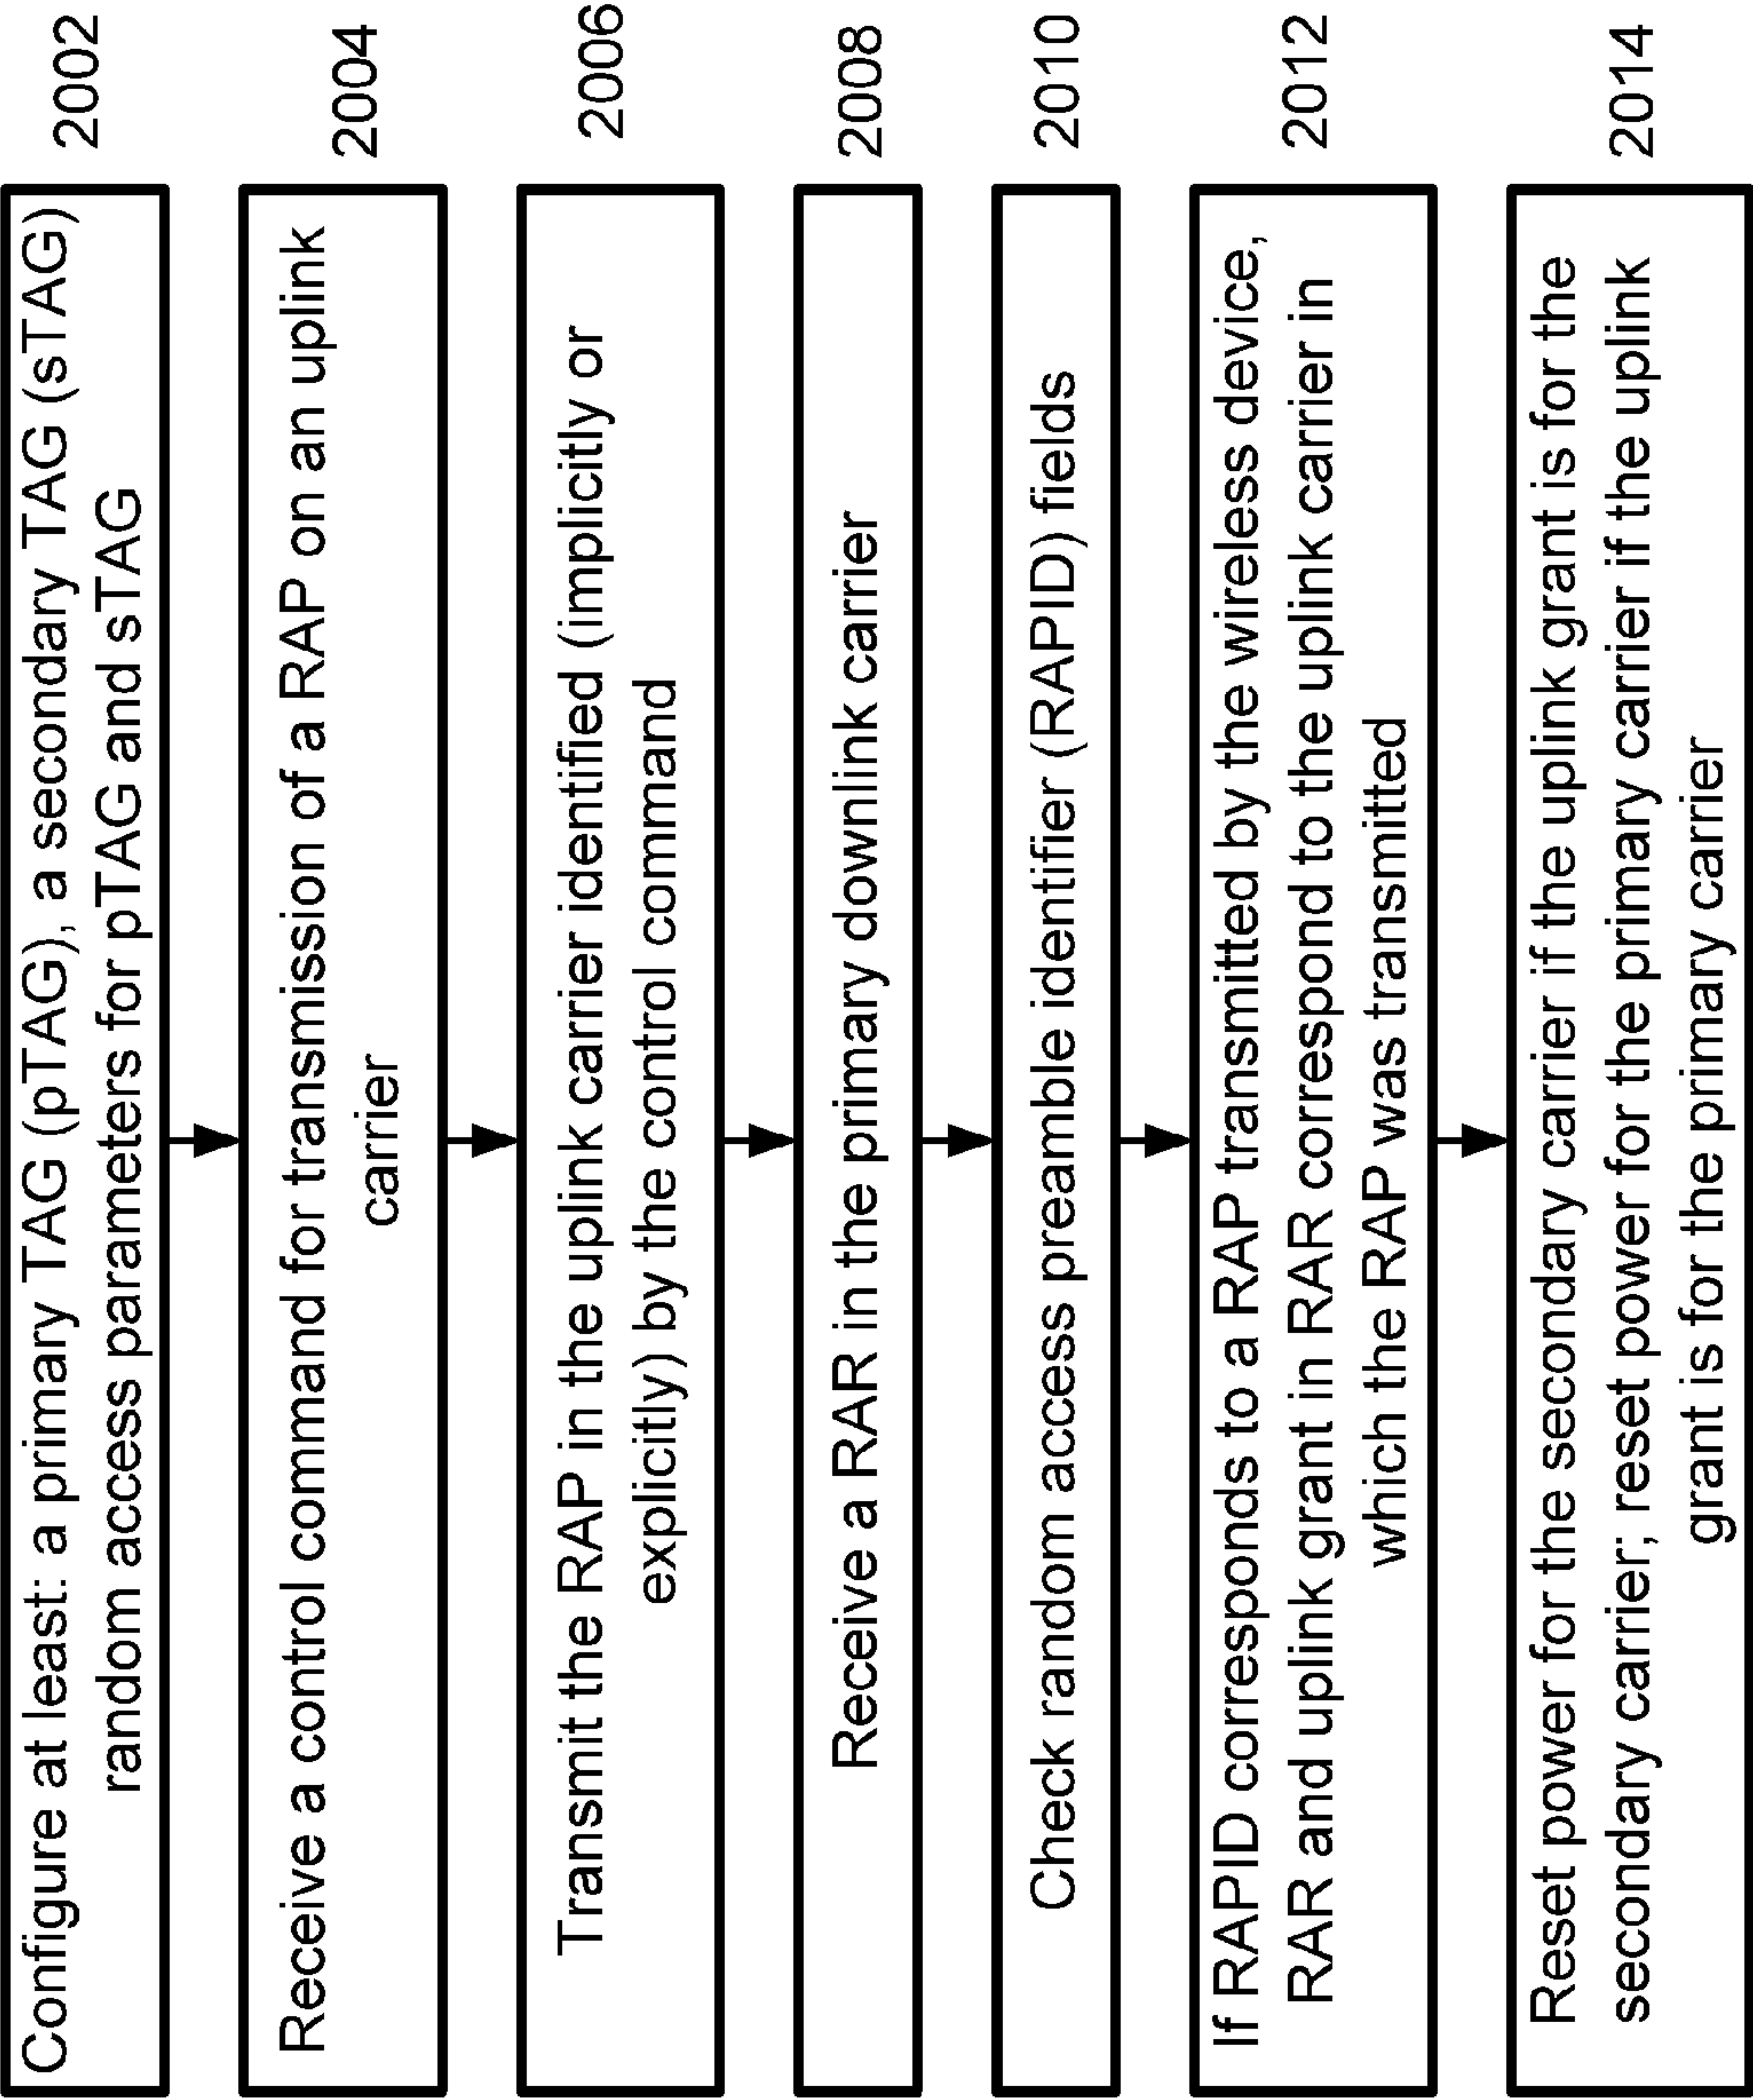 Configure at least: a primary TAG (pTAG), a secondary TAG (sTAG)
random access parameters for pTAG and sTAG
2002
Receive a control command for transmission of a RAP on an uplink
carrier
2004
Transmit the RAP in the uplink carrier identified (implicitly or
explicitly) by the control command
2006
Receive a RAR in the primary downlink carrier
2008
Check random access preamble identifier (RAPID) fields
2010
If RAPID corresponds to a RAP transmitted by the wireless device,
RAR and uplink grant in RAR correspond to the uplink carrier in
which the RAP was transmitted
2012
Reset power for the secondary carrier if the uplink grant is for the
secondary carrier; reset power for the primary carrier if the uplink
grant is for the primary carrier
2014